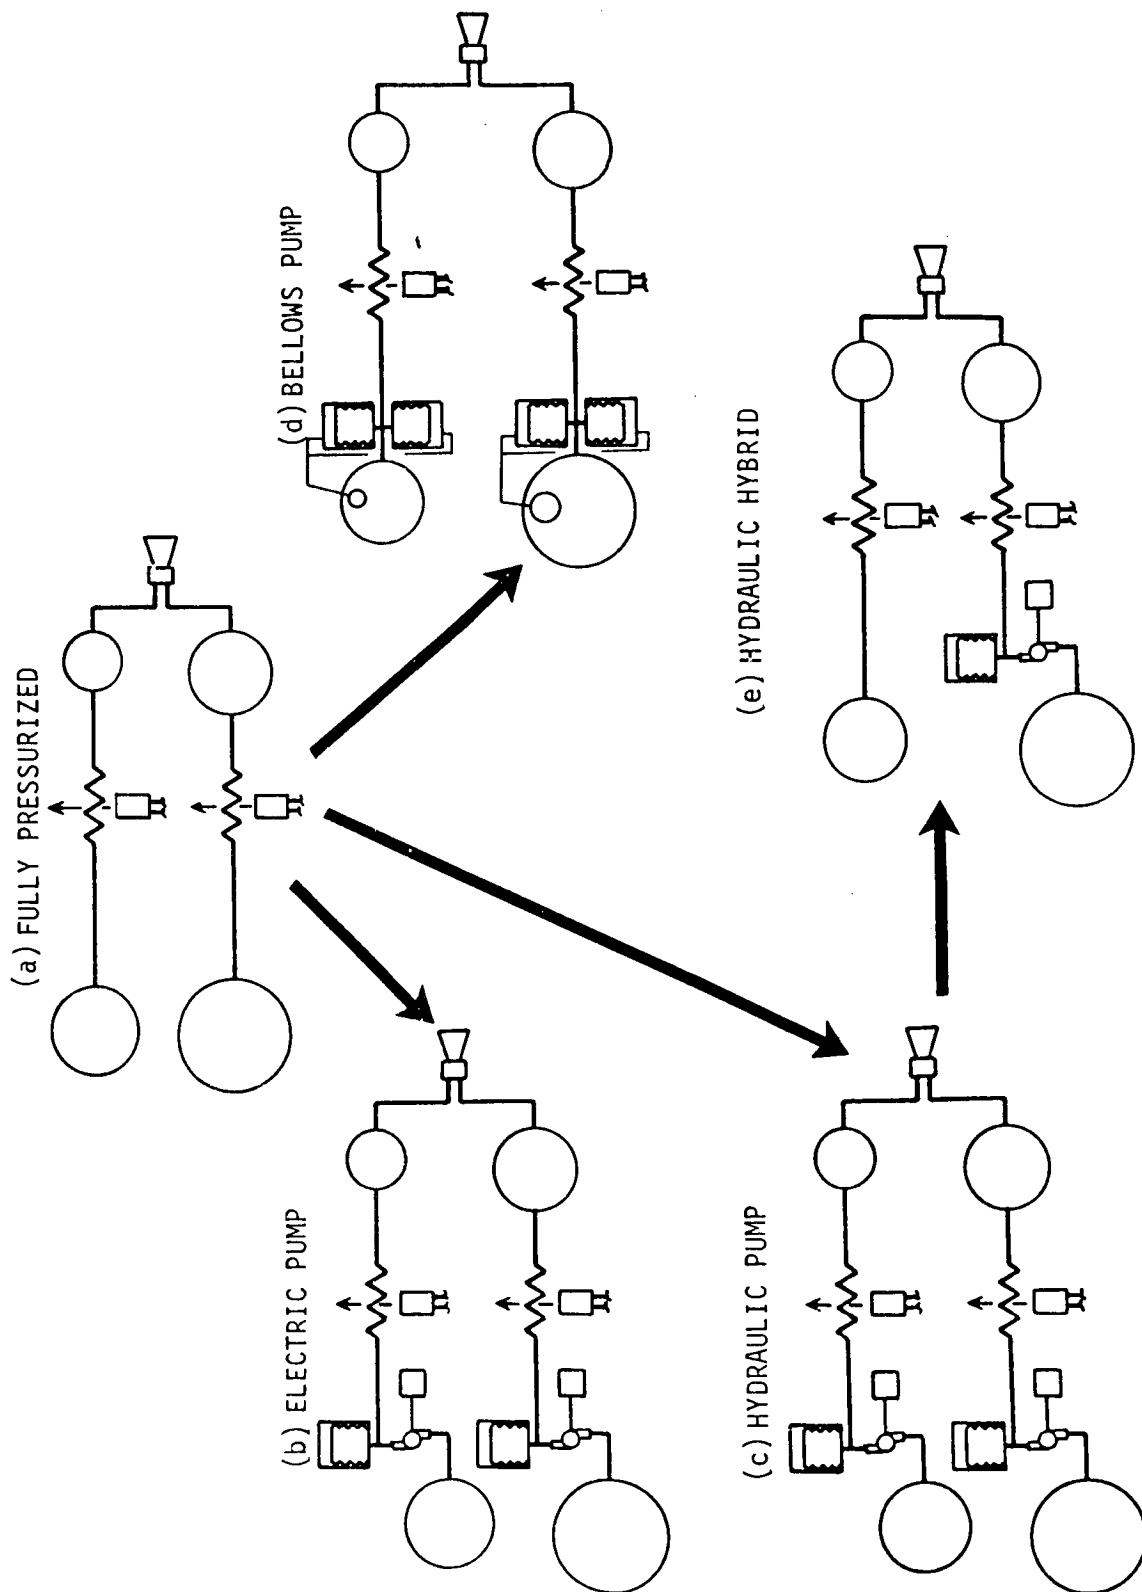 (a) FULLY PRESSURIZED
(b) ELECTRIC PUMP
(c) HYDRAULIC PUMP
(d) BELLOWS PUMP
(e) HYDRAULIC HYBRID